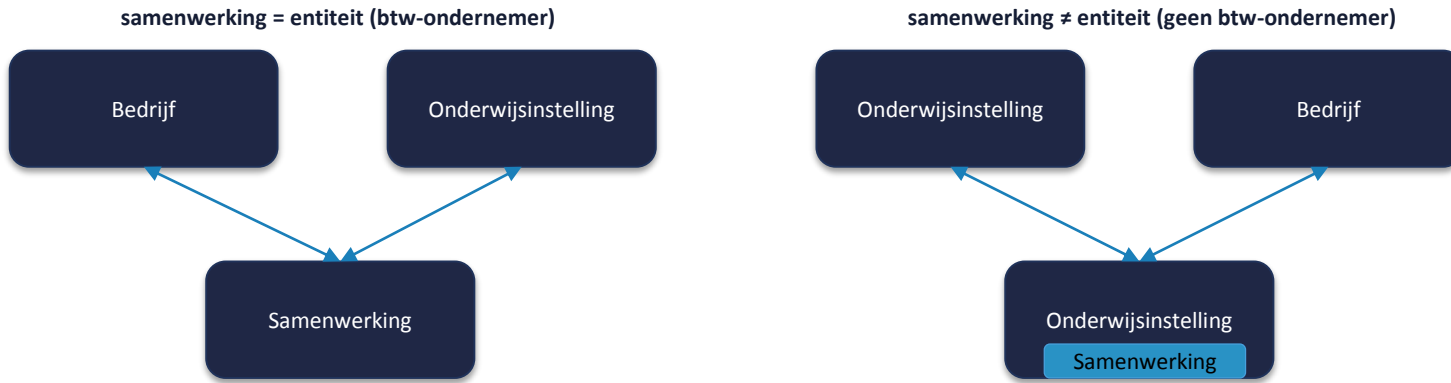 samenwerking = entiteit (btw-ondernemer)
Bedrijf
Onderwijsinstelling
Samenwerking
samenwerking ≠ entiteit (geen btw-ondernemer)
Onderwijsinstelling
Bedrijf
Onderwijsinstelling
Samenwerking